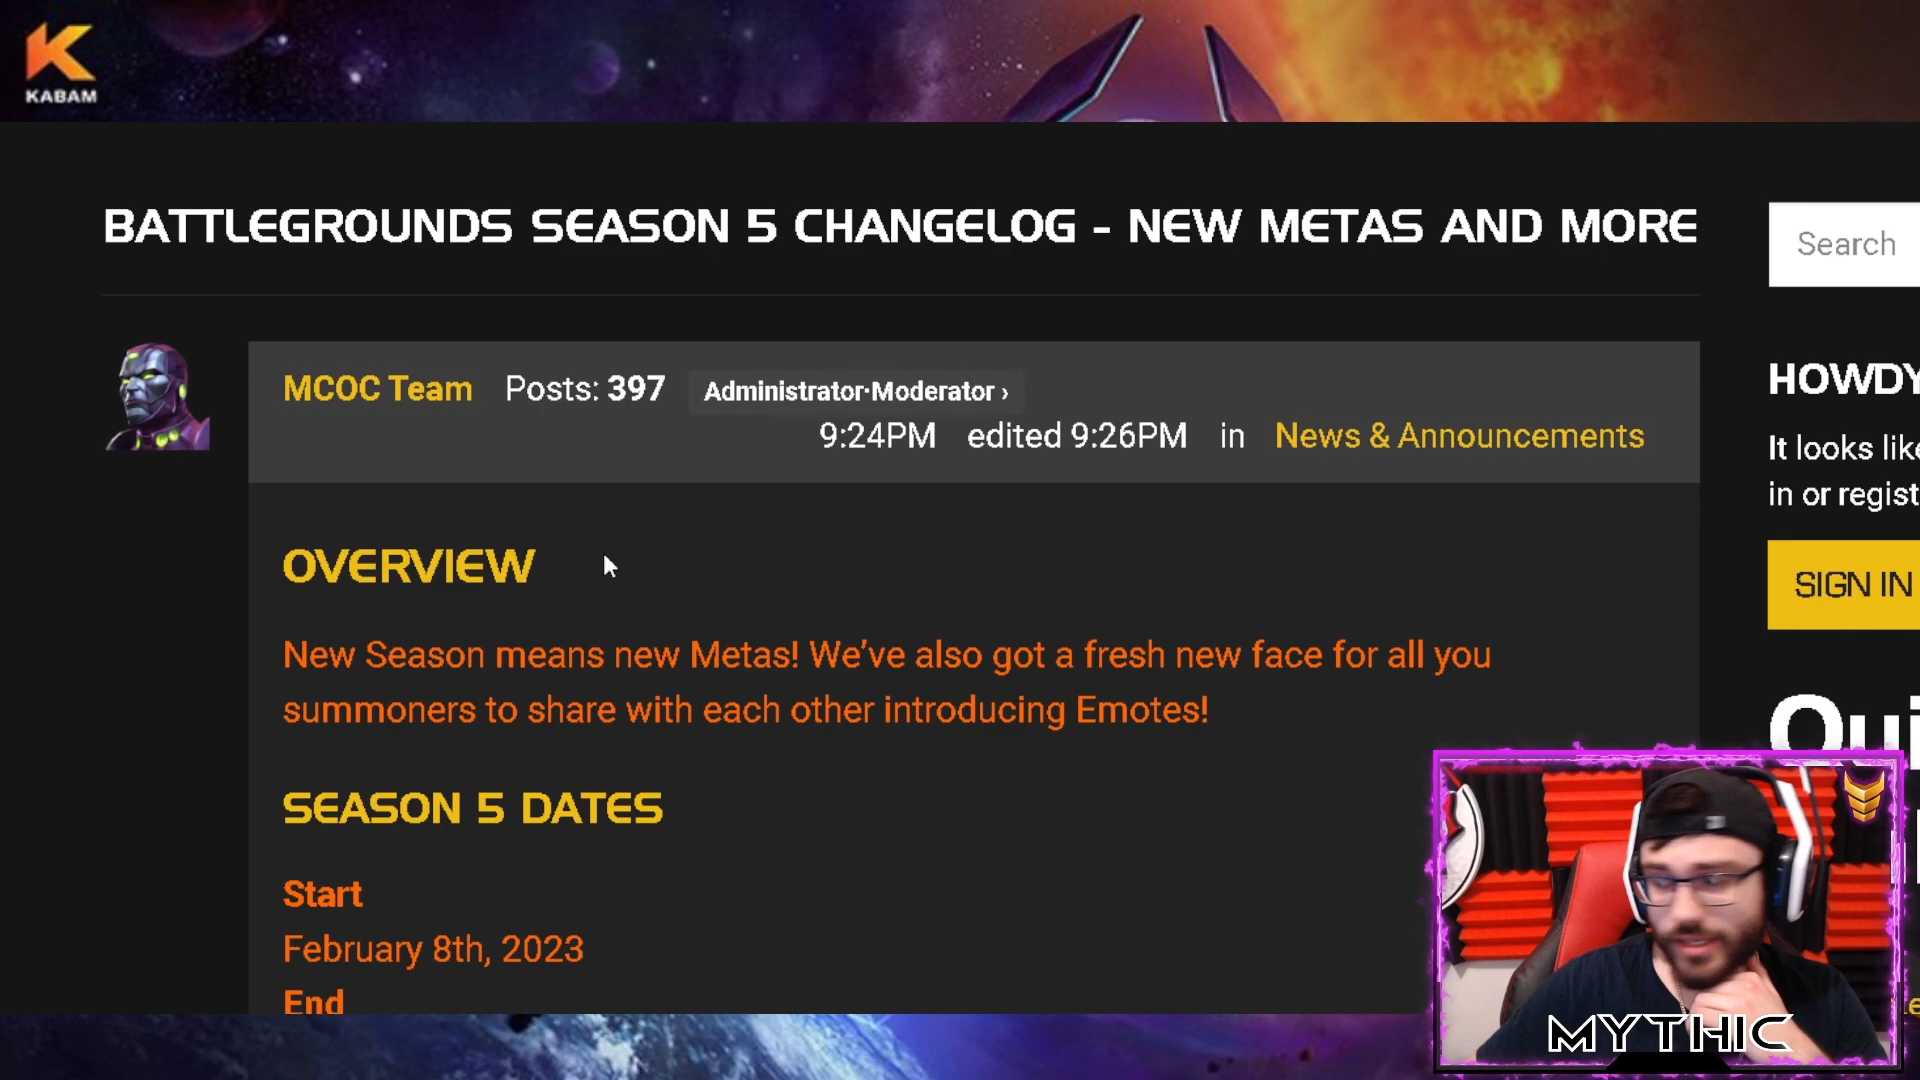 KABAM
BATTLEGROUNDS SEASON 5 CHANGELOG - NEW METAS AND MORE
Search
MCOC Team Posts: 397 Administrator·Moderator ›
9:24PM edited 9:26PM in News & Announcements
HOWDY
It looks like
in or regist
SIGN IN
OVERVIEW
New Season means new Metas! We've also got a fresh new face for all you
summoners to share with each other introducing Emotes!
Qui
SEASON 5 DATES
Start
February 8th, 2023
End
MYTHIC